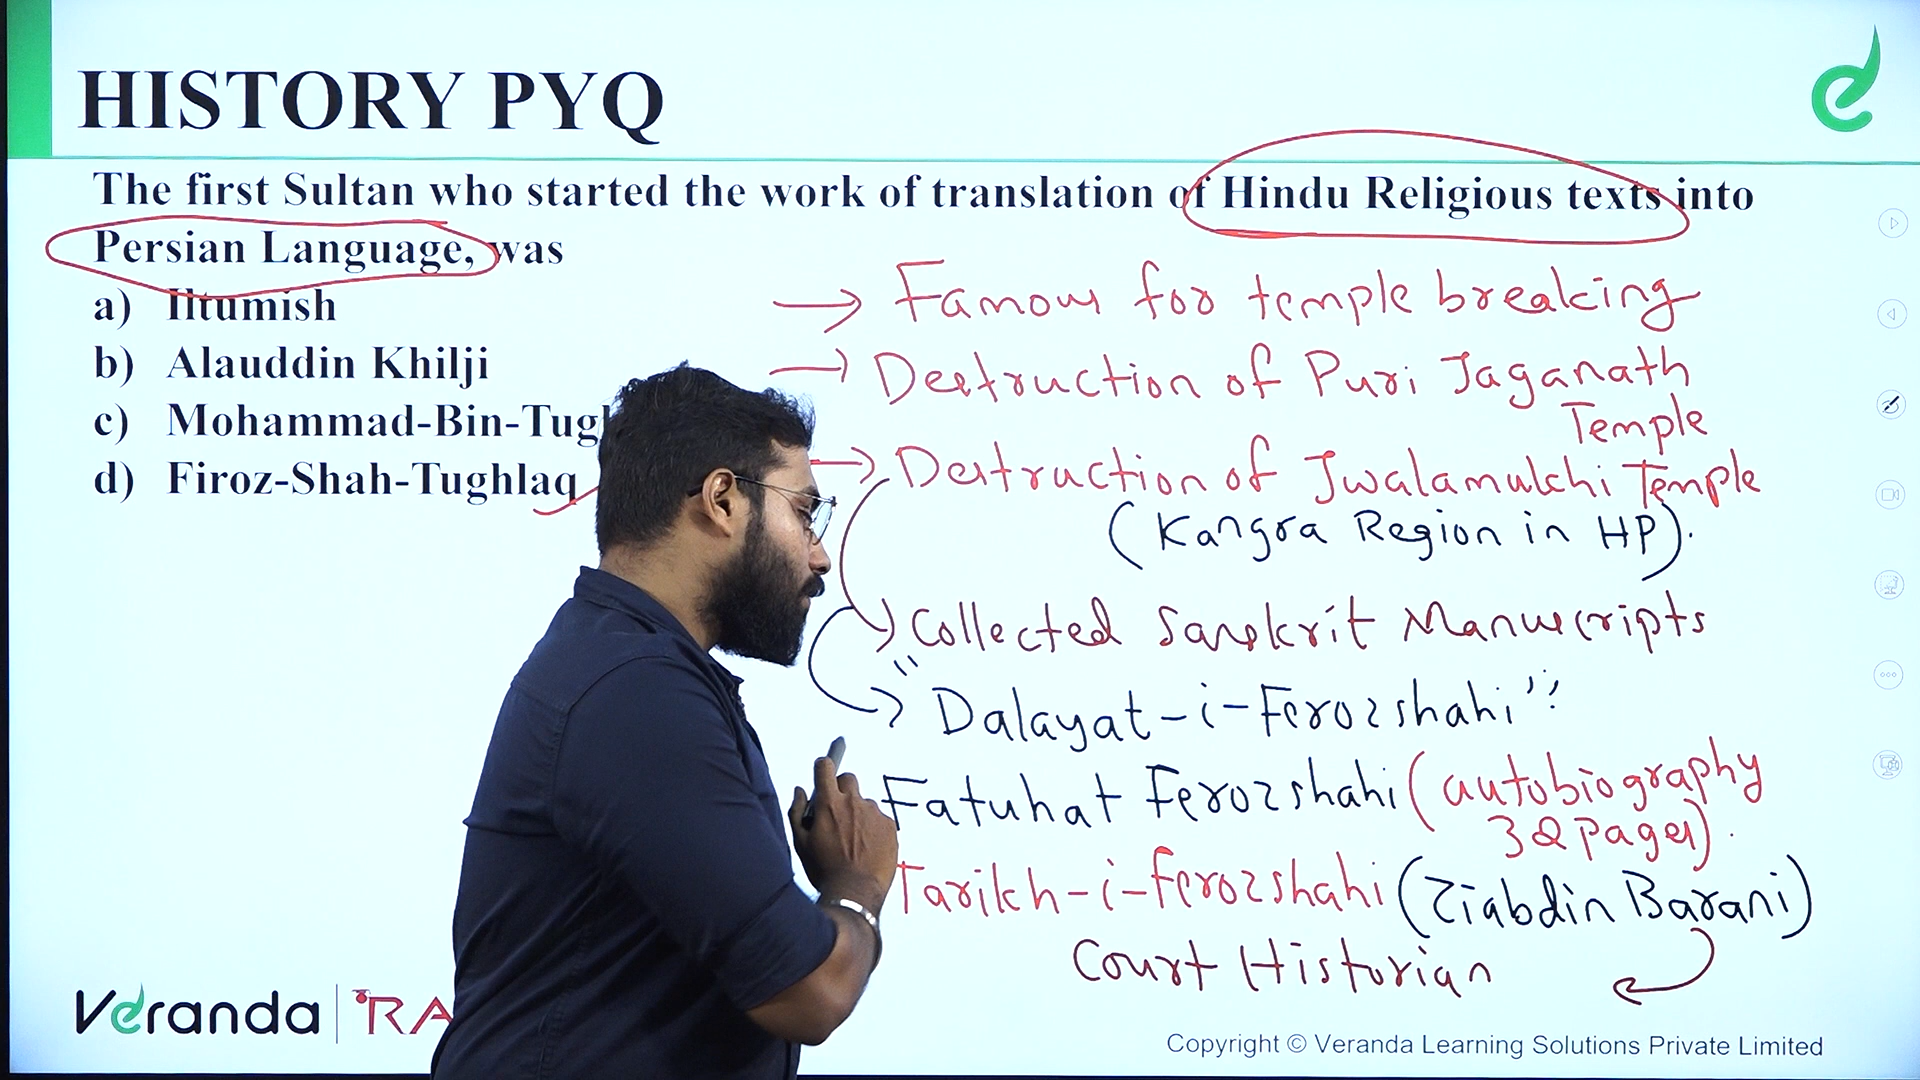 HISTORY PYQ
The first Sultan who started the work of translation of Hindu Religious texts into
Persian Language, was
a) Iltumish
b) Alauddin Khilji
c) Mohammad-Bin-Tugh
d) Firoz-Shah-Tughlaq
→ Famous for temple breaking
→ Destruction of Puri Jaganath
Temple
→ Destruction of Jwalamukhi Temple
(Kangra Region in HP).
→ Collected Sanskrit Manuscripts
→ "Dalayat-i-Ferozshahi"
Fatuhat Ferozshahi (autobiography
32 pages).
Tarikh-i-Ferozshahi (Ziabdin Barani)
Court Historian
Veranda | RA
Copyright © Veranda Learning Solutions Private Limited